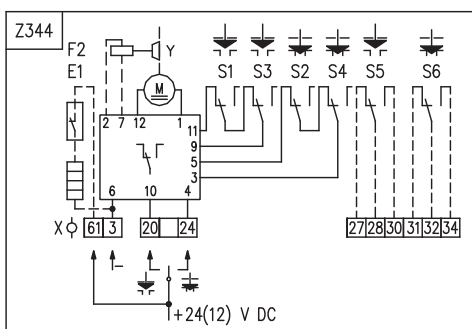 Z344
F2
E1
Y
M
S1 S3 S2 S4 S5 S6
2 7 12 1
11
9
5
3
6 10 4
X 61 3 20 24 27 28 30 31 32 34
−
+24(12) V DC